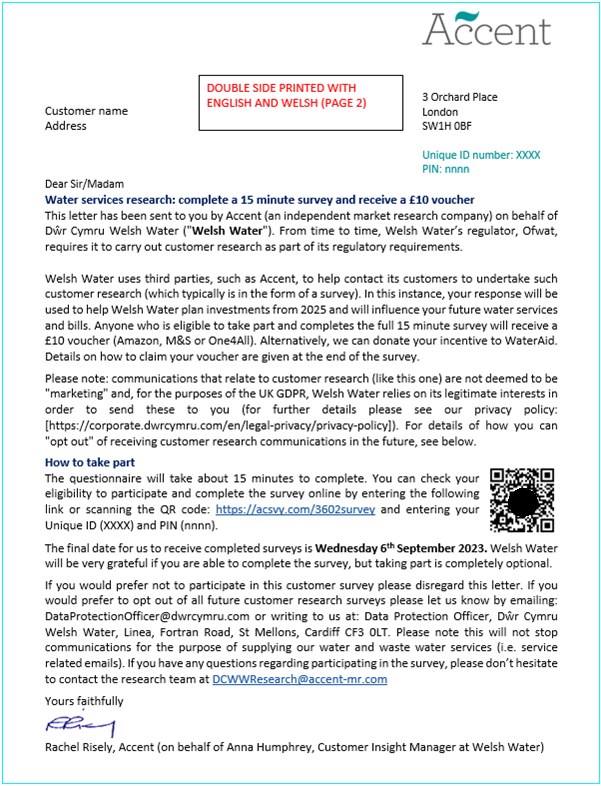 Accent
DOUBLE SIDE PRINTED WITH
ENGLISH AND WELSH (PAGE 2)
Customer name
Address
3 Orchard Place
London
SW1H 0BF
Unique ID number: XXXX
PIN: nnnn
Dear Sir/Madam
Water services research: complete a 15 minute survey and receive a £10 voucher
This letter has been sent to you by Accent (an independent market research company) on behalf of
Dŵr Cymru Welsh Water ("Welsh Water"). From time to time, Welsh Water's regulator, Ofwat,
requires it to carry out customer research as part of its regulatory requirements.
Welsh Water uses third parties, such as Accent, to help contact its customers to undertake such
customer research (which typically is in the form of a survey). In this instance, your response will be
used to help Welsh Water plan investments from 2025 and will influence your future water services
and bills. Anyone who is eligible to take part and completes the full 15 minute survey will receive a
£10 voucher (Amazon, M&S or One4All). Alternatively, we can donate your incentive to WaterAid.
Details on how to claim your voucher are given at the end of the survey.
Please note: communications that relate to customer research (like this one) are not deemed to be
"marketing" and, for the purposes of the UK GDPR, Welsh Water relies on its legitimate interests in
order to send these to you (for further details please see our privacy policy:
[https://corporate.dwrcymru.com/en/legal-privacy/privacy-policy]). For details of how you can
"opt out" of receiving customer research communications in the future, see below.
How to take part
The questionnaire will take about 15 minutes to complete. You can check your
eligibility to participate and complete the survey online by entering the following
link or scanning the QR code: https://acsvy.com/3602survey and entering your
Unique ID (XXXX) and PIN (nnnn).
The final date for us to receive completed surveys is Wednesday 6th September 2023. Welsh Water
will be very grateful if you are able to complete the survey, but taking part is completely optional.
If you would prefer not to participate in this customer survey please disregard this letter. If you
would prefer to opt out of all future customer research surveys please let us know by emailing:
DataProtectionOfficer@dwrcymru.com or writing to us at: Data Protection Officer, Dŵr Cymru
Welsh Water, Linea, Fortran Road, St Mellons, Cardiff CF3 0LT. Please note this will not stop
communications for the purpose of supplying our water and waste water services (i.e. service
related emails). If you have any questions regarding participating in the survey, please don't hesitate
to contact the research team at DCWWResearch@accent-mr.com
Yours faithfully
Rachel Risely, Accent (on behalf of Anna Humphrey, Customer Insight Manager at Welsh Water)